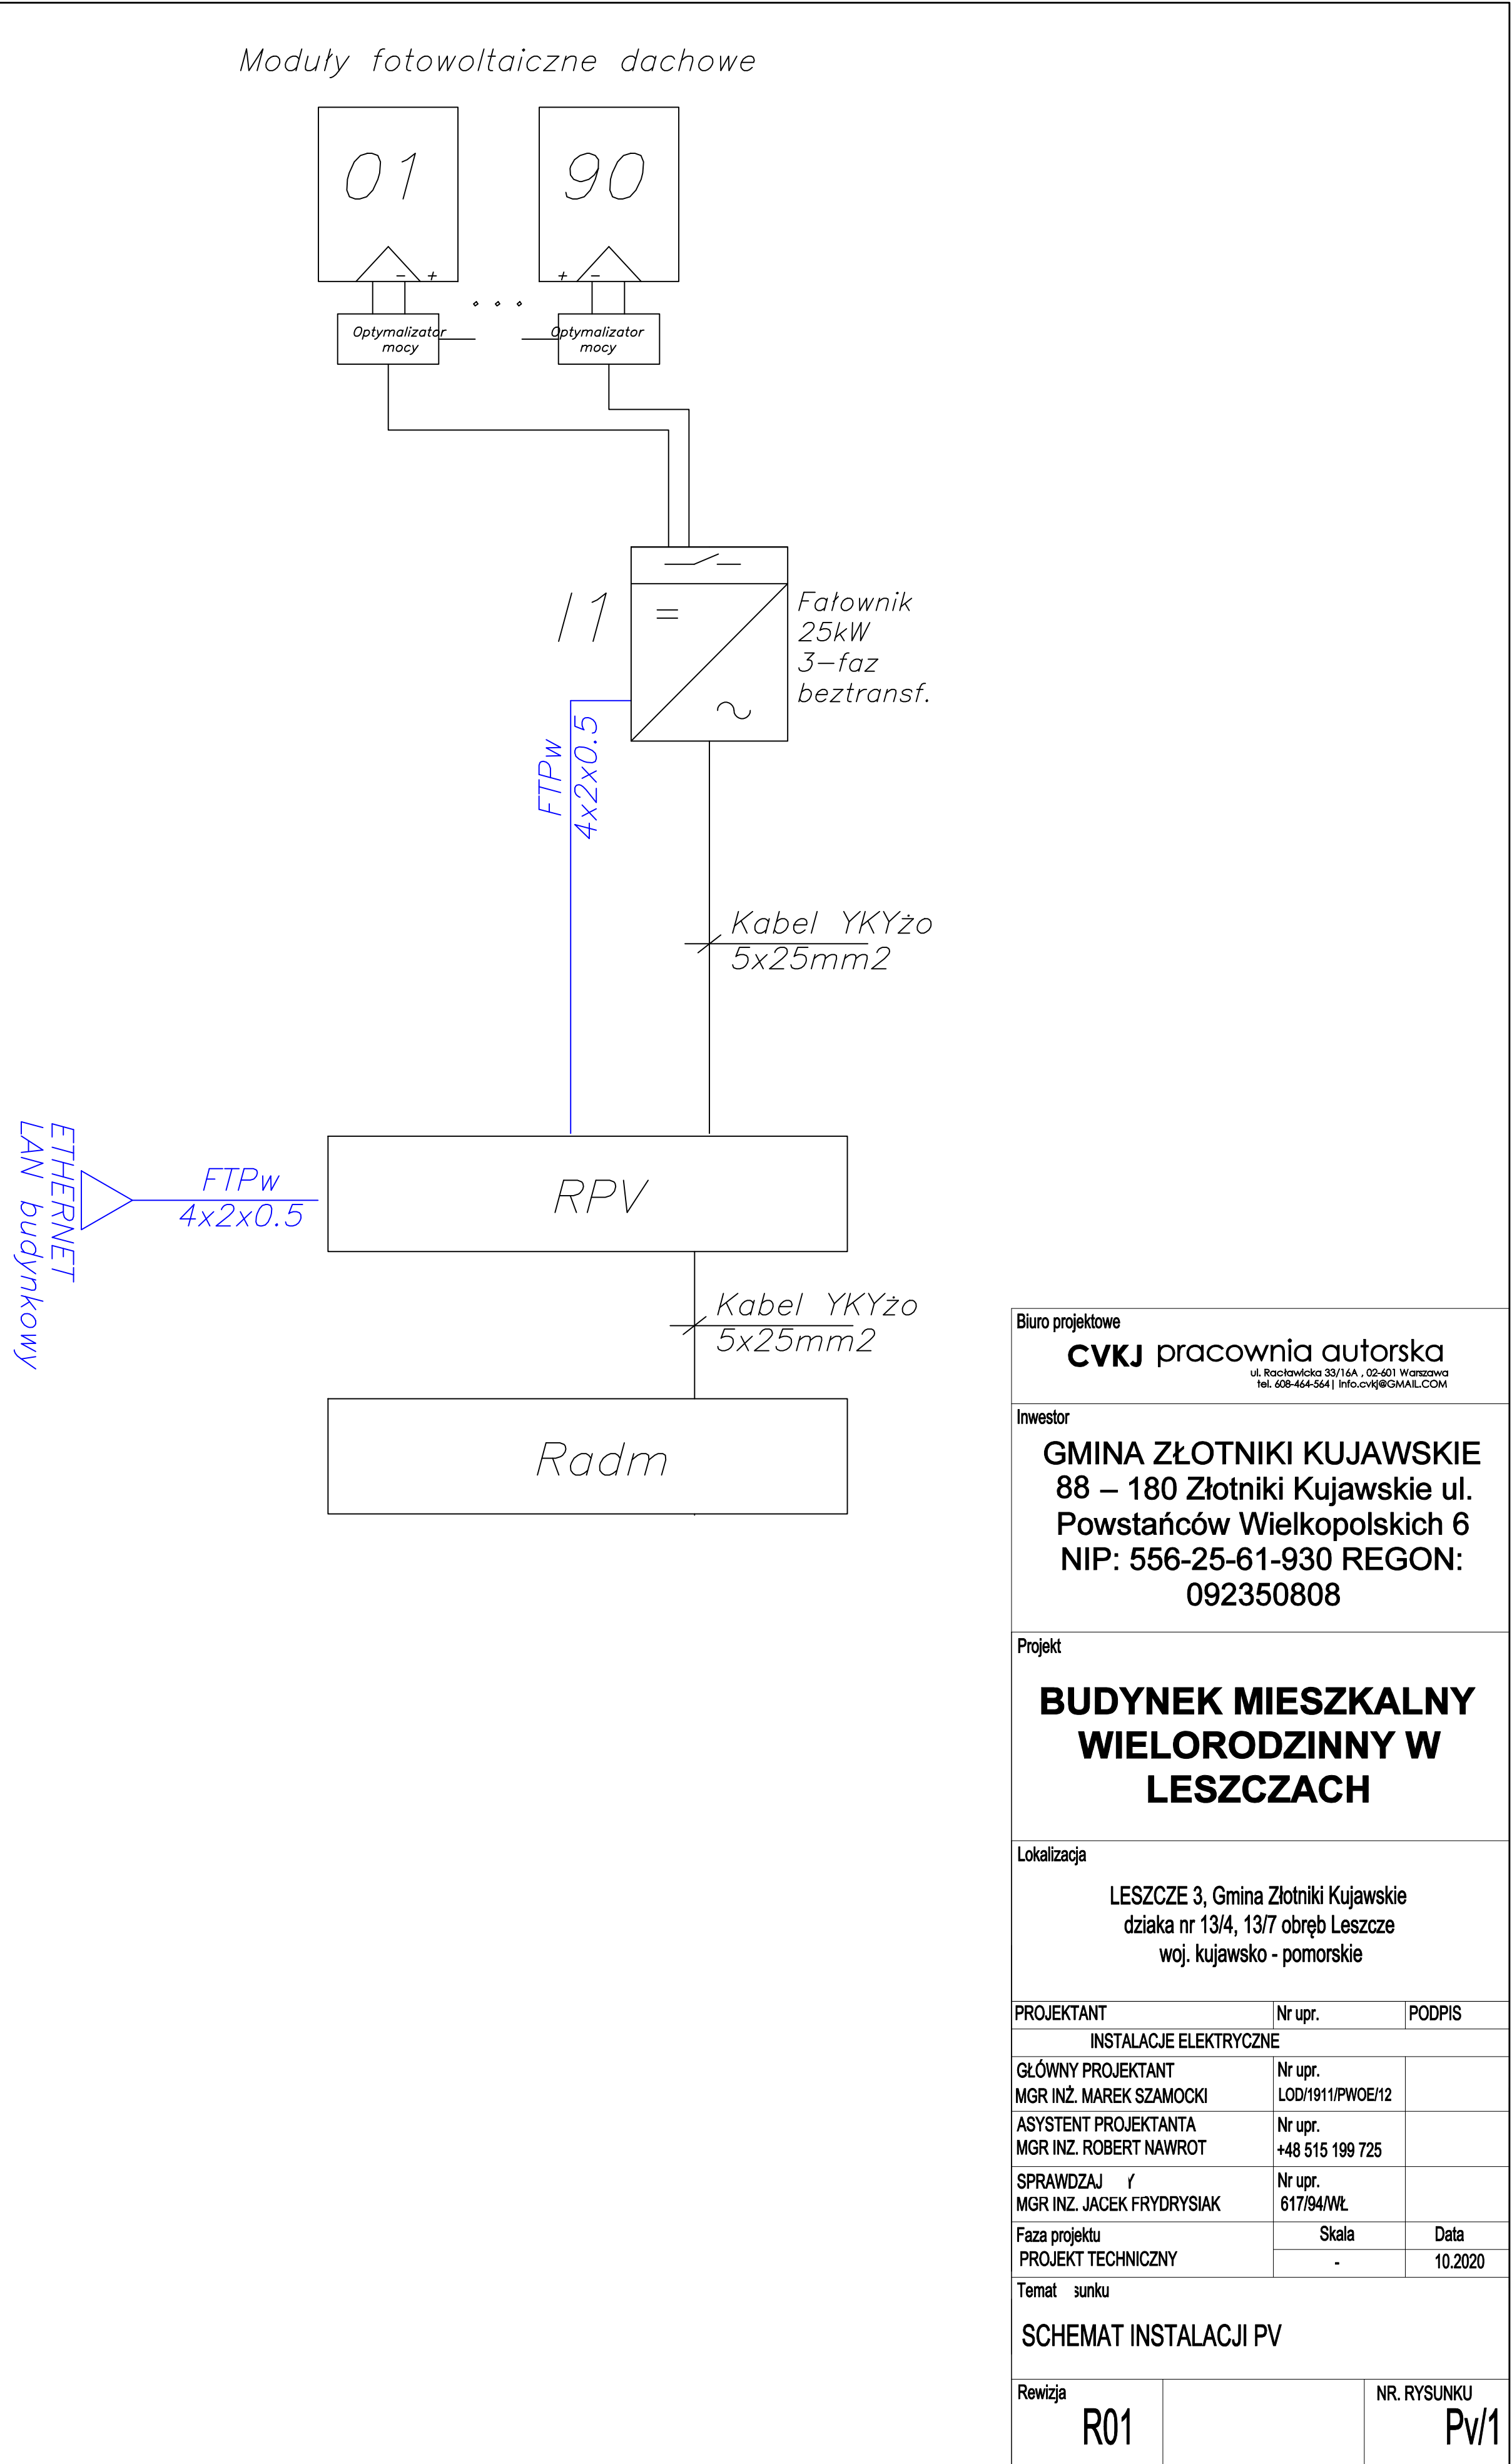 Moduły fotowoltaiczne dachowe
01
90
- +
+ -
Optymalizator
mocy
Optymalizator
mocy
I1
Fałownik
25kW
3-faz
beztransf.
FTPw
4x2x0.5
Kabel YKYżo
5x25mm2
RPV
ETHERNET
LAN budynkowy
FTPw
4x2x0.5
Kabel YKYżo
5x25mm2
Radm
Biuro projektowe
CVKJ pracownia autorska
ul. Racławicka 33/16A , 02-601 Warszawa
tel. 608-464-564 | info.cvkj@GMAIL.COM
Inwestor
GMINA ZŁOTNIKI KUJAWSKIE
88 – 180 Złotniki Kujawskie ul.
Powstańców Wielkopolskich 6
NIP: 556-25-61-930 REGON:
092350808
Projekt
BUDYNEK MIESZKALNY
WIELORODZINNY W
LESZCZACH
Lokalizacja
LESZCZE 3, Gmina Złotniki Kujawskie
dziaka nr 13/4, 13/7 obręb Leszcze
woj. kujawsko - pomorskie
PROJEKTANT Nr upr. PODPIS
INSTALACJE ELEKTRYCZNE
GŁÓWNY PROJEKTANT Nr upr.
MGR INŻ. MAREK SZAMOCKI LOD/1911/PWOE/12
ASYSTENT PROJEKTANTA Nr upr.
MGR INZ. ROBERT NAWROT +48 515 199 725
SPRAWDZAJ Y Nr upr.
MGR INZ. JACEK FRYDRYSIAK 617/94/WŁ
Faza projektu Skala Data
PROJEKT TECHNICZNY - 10.2020
Temat sunku
SCHEMAT INSTALACJI PV
Rewizja NR. RYSUNKU
R01 Pv/1